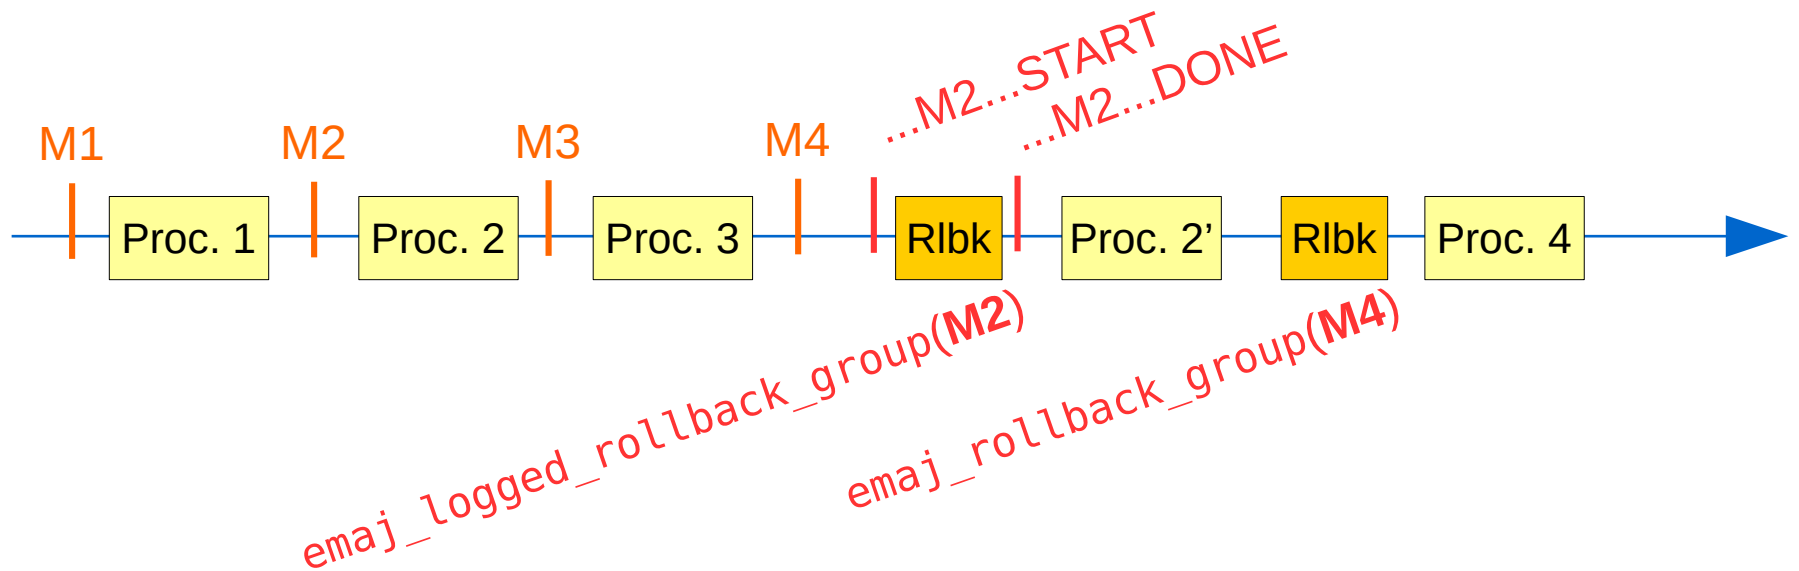 ...M2...START
...M2...DONE
M1
M2
M3
M4
Proc. 1
Proc. 2
Proc. 3
Rlbk
Proc. 2’
Rlbk
Proc. 4
emaj_logged_rollback_group(M2)
emaj_rollback_group(M4)